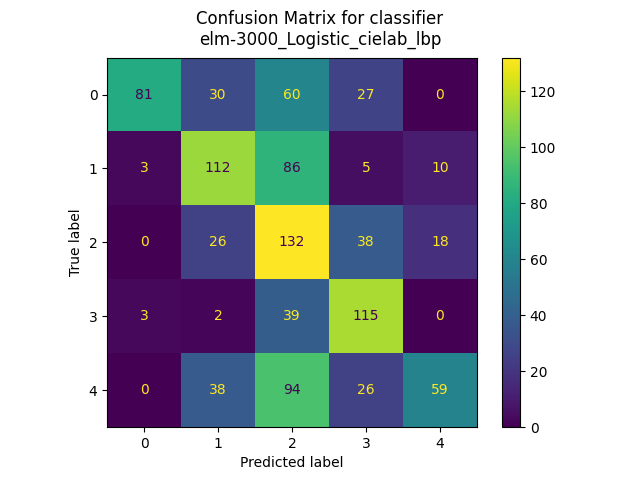 Confusion Matrix for classifier
elm-3000_Logistic_cielab_lbp
True label
0 81 30 60 27 0
1 3 112 86 5 10
2 0 26 132 38 18
3 3 2 39 115 0
4 0 38 94 26 59
0 1 2 3 4
Predicted label
120
100
80
60
40
20
0